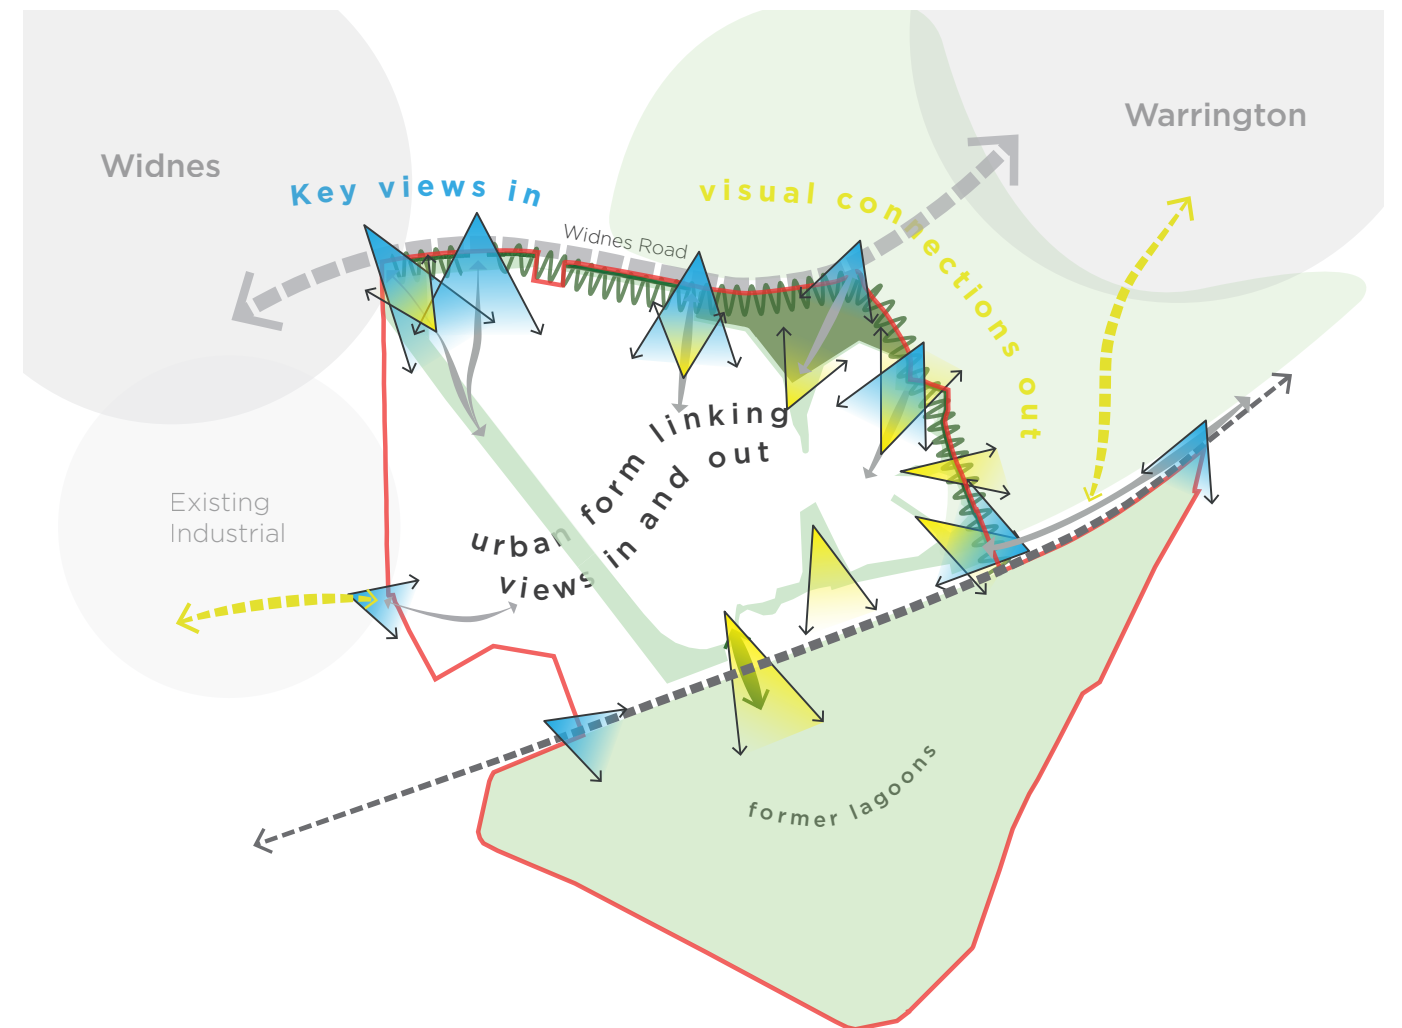 Warrington
Widnes
Key views in
visual connections out
Widnes Road
urban form linking
views in and out
Existing
Industrial
former lagoons